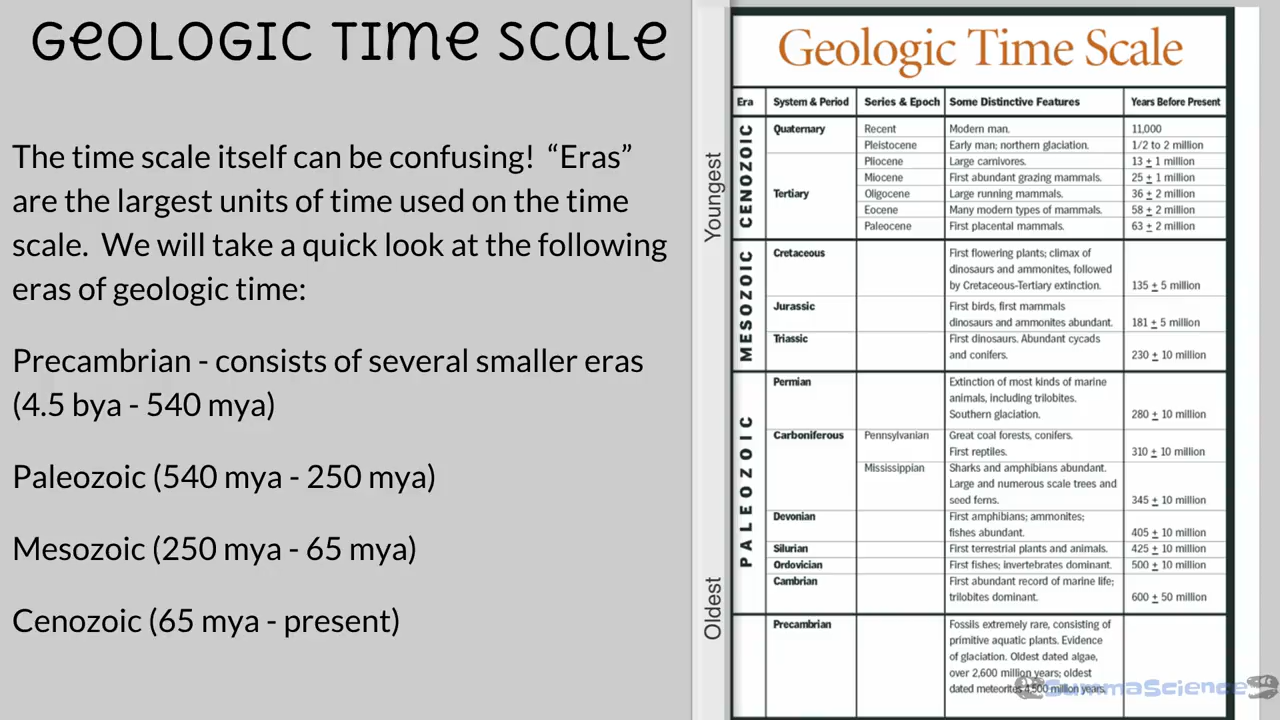 GEOLOGIC TIME SCALE
The time scale itself can be confusing! “Eras”
are the largest units of time used on the time
scale. We will take a quick look at the following
eras of geologic time:
Precambrian - consists of several smaller eras
(4.5 bya - 540 mya)
Paleozoic (540 mya - 250 mya)
Mesozoic (250 mya - 65 mya)
Cenozoic (65 mya - present)
Youngest
Oldest
Geologic Time Scale
Era System & Period Series & Epoch Some Distinctive Features Years Before Present
CENOZOIC
Quaternary Recent Modern man. 11,000
Pleistocene Early man; northern glaciation. 1/2 to 2 million
Pliocene Large carnivores. 13 ± 1 million
Miocene First abundant grazing mammals. 25 ± 1 million
Tertiary Oligocene Large running mammals. 36 ± 2 million
Eocene Many modern types of mammals. 58 ± 2 million
Paleocene First placental mammals. 63 ± 2 million
MESOZOIC
Cretaceous First flowering plants; climax of
dinosaurs and ammonites, followed
by Cretaceous-Tertiary extinction. 135 ± 5 million
Jurassic First birds, first mammals
dinosaurs and ammonites abundant. 181 ± 5 million
Triassic First dinosaurs. Abundant cycads
and conifers. 230 ± 10 million
PALEOZOIC
Permian Extinction of most kinds of marine
animals, including trilobites.
Southern glaciation. 280 ± 10 million
Carboniferous Pennsylvanian Great coal forests, conifers.
First reptiles. 310 ± 10 million
Mississippian Sharks and amphibians abundant.
Large and numerous scale trees and
seed ferns. 345 ± 10 million
Devonian First amphibians; ammonites;
fishes abundant. 405 ± 10 million
Silurian First terrestrial plants and animals. 425 ± 10 million
Ordovician First fishes; invertebrates dominant. 500 ± 10 million
Cambrian First abundant record of marine life;
trilobites dominant. 600 ± 50 million
Precambrian Fossils extremely rare, consisting of
primitive aquatic plants. Evidence
of glaciation. Oldest dated algae,
over 2,600 million years; oldest
dated meteorites 4,500 million years.
SummaScience